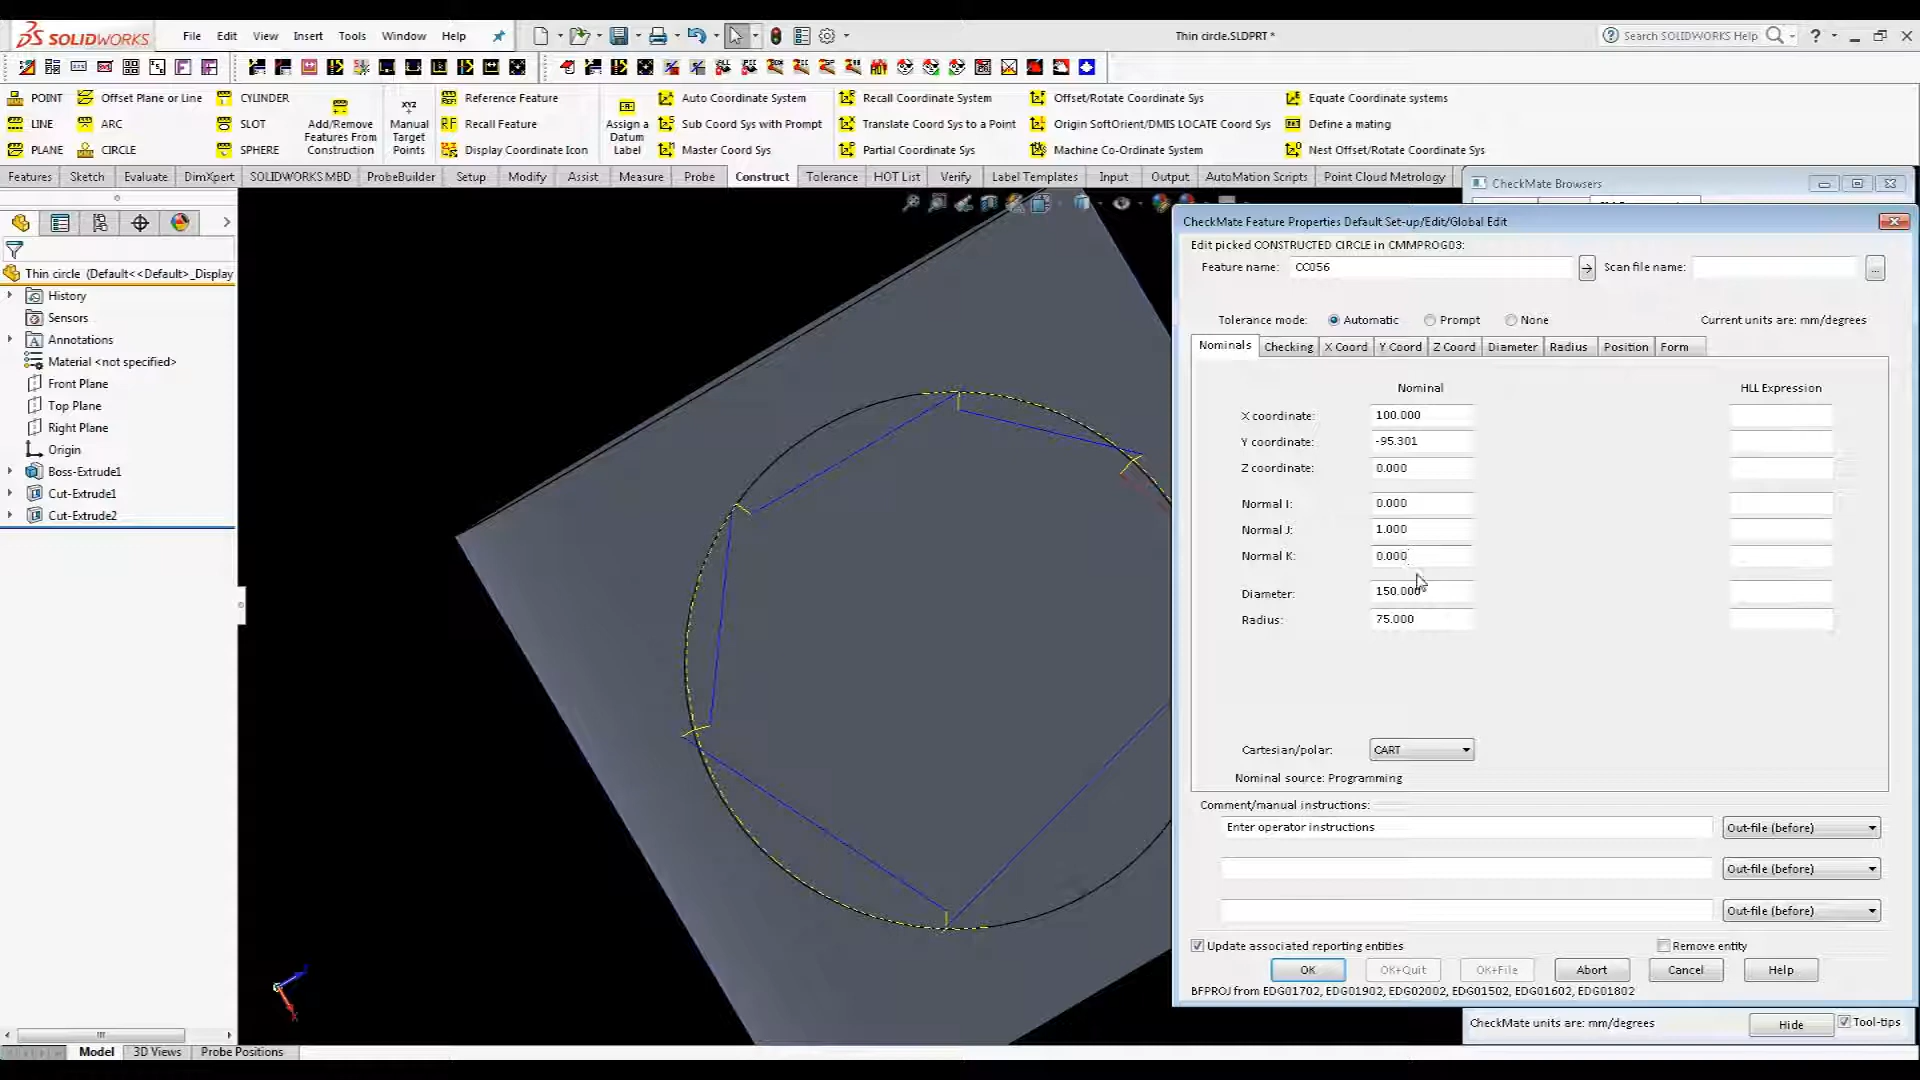 SOLIDWORKS File Edit View Insert Tools Window Help Thin circle.SLDPRT * Search SOLIDWORKS Help
POINT Offset Plane or Line CYLINDER Reference Feature Auto Coordinate System Recall Coordinate System Offset/Rotate Coordinate Sys Equate Coordinate systems
LINE ARC SLOT Add/Remove Features From Construction Manual Target Points Recall Feature Assign a Datum Label Sub Coord Sys with Prompt Translate Coord Sys to a Point Origin SoftOrient/DMIS LOCATE Coord Sys Define a mating
PLANE CIRCLE SPHERE Display Coordinate Icon Master Coord Sys Partial Coordinate Sys Machine Co-Ordinate System Nest Offset/Rotate Coordinate Sys
Features Sketch Evaluate DimXpert SOLIDWORKS MBD ProbeBuilder Setup Modify Assist Measure Probe Construct Tolerance HOT List Verify Label Templates Input Output AutoMation Scripts Point Cloud Metrology
CheckMate Browsers
Thin circle (Default<<Default>_Display
History
Sensors
Annotations
Material <not specified>
Front Plane
Top Plane
Right Plane
Origin
Boss-Extrude1
Cut-Extrude1
Cut-Extrude2
CheckMate Feature Properties Default Set-up/Edit/Global Edit
Edit picked CONSTRUCTED CIRCLE in CMMPROG03:
Feature name: CC056 Scan file name: ...
Tolerance mode: Automatic Prompt None Current units are: mm/degrees
Nominals Checking X Coord Y Coord Z Coord Diameter Radius Position Form
Nominal HLL Expression
X coordinate: 100.000
Y coordinate: -95.301
Z coordinate: 0.000
Normal I: 0.000
Normal J: 1.000
Normal K: 0.000
Diameter: 150.000
Radius: 75.000
Cartesian/polar: CART
Nominal source: Programming
Comment/manual instructions:
Enter operator instructions Out-file (before)
Out-file (before)
Out-file (before)
Update associated reporting entities Remove entity
OK OK+Quit OK+File Abort Cancel Help
BFPROJ from EDG01702, EDG01902, EDG02002, EDG01502, EDG01602, EDG01802
CheckMate units are: mm/degrees Hide Tool-tips
Model 3D Views Probe Positions